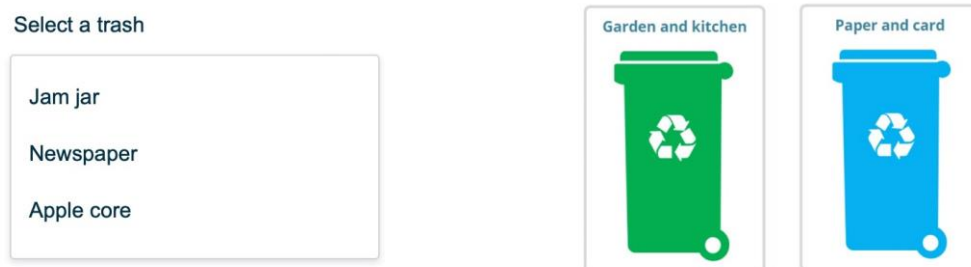 Select a trash
Jam jar
Newspaper
Apple core
Garden and kitchen
Paper and card